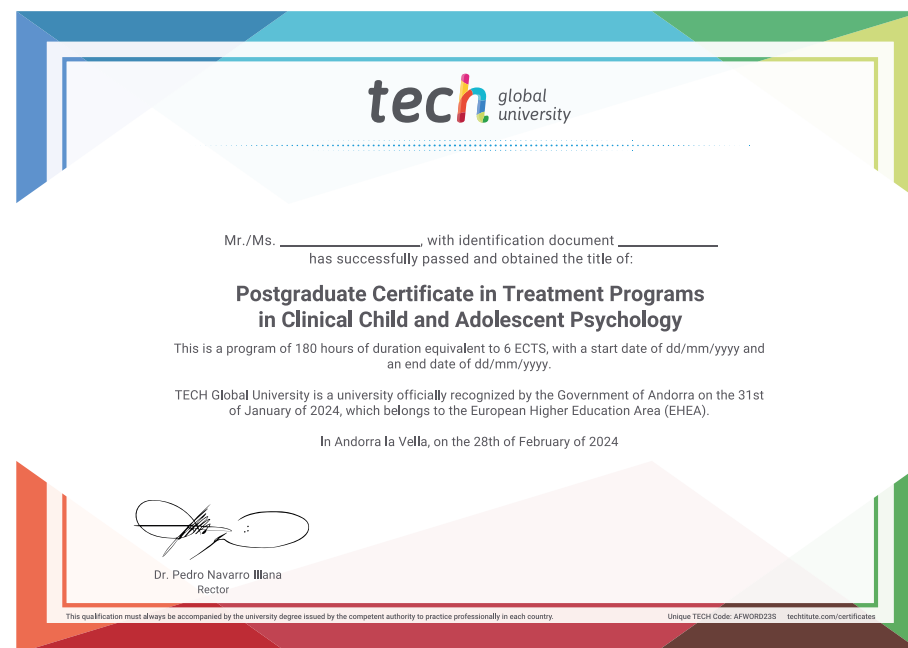 tech global university
Mr./Ms. ____________________, with identification document ______________
has successfully passed and obtained the title of:
Postgraduate Certificate in Treatment Programs
in Clinical Child and Adolescent Psychology
This is a program of 180 hours of duration equivalent to 6 ECTS, with a start date of dd/mm/yyyy and
an end date of dd/mm/yyyy.
TECH Global University is a university officially recognized by the Government of Andorra on the 31st
of January of 2024, which belongs to the European Higher Education Area (EHEA).
In Andorra la Vella, on the 28th of February of 2024
Dr. Pedro Navarro Illana
Rector
This qualification must always be accompanied by the university degree issued by the competent authority to practice professionally in each country. Unique TECH Code: AFWORD23S techtitute.com/certificates